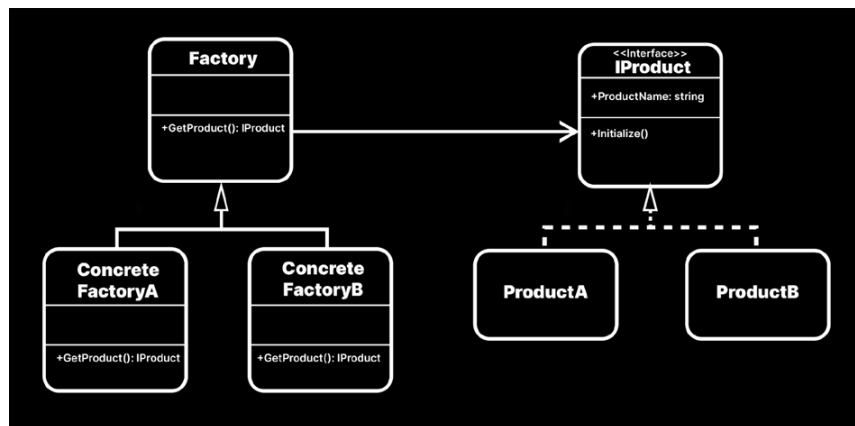 Factory
+GetProduct(): IProduct
<<Interface>>
IProduct
+ProductName: string
+Initialize()
Concrete
FactoryA
+GetProduct(): IProduct
Concrete
FactoryB
+GetProduct(): IProduct
ProductA
ProductB